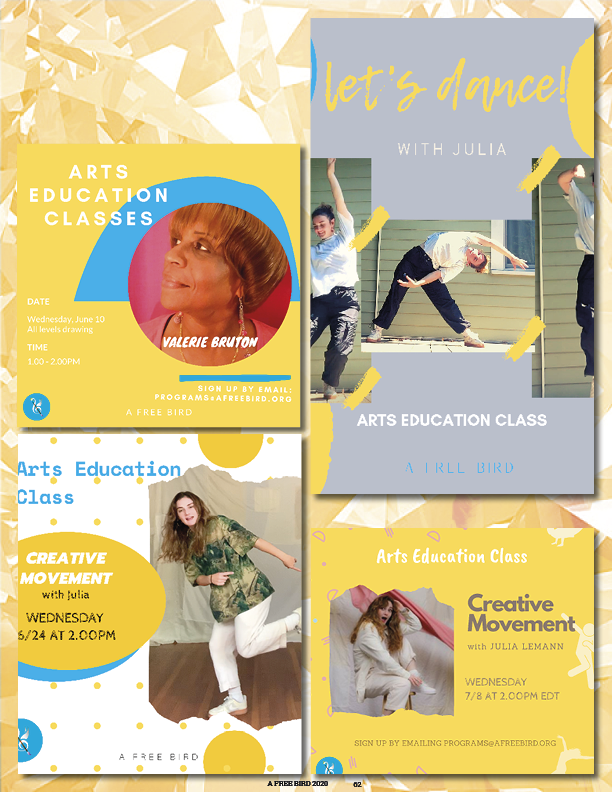 ARTS
EDUCATION
CLASSES
DATE
Wednesday, June 10
All levels drawing
TIME
1.00 - 2:00PM
VALERIE BRUTON
SIGN UP BY EMAIL:
PROGRAMS@AFREEBIRD.ORG
A FREE BIRD
let's dance!
WITH JULIA
ARTS EDUCATION CLASS
A FREE BIRD
Arts Education
Class
CREATIVE
MOVEMENT
with Julia
WEDNESDAY
6/24 AT 2.00PM
A FREE BIRD
Arts Education Class
Creative
Movement
with JULIA LEMANN
WEDNESDAY
7/8 AT 2.00PM EDT
SIGN UP BY EMAILING PROGRAMS@AFREEBIRD.ORG
A FREE BIRD 2020 62